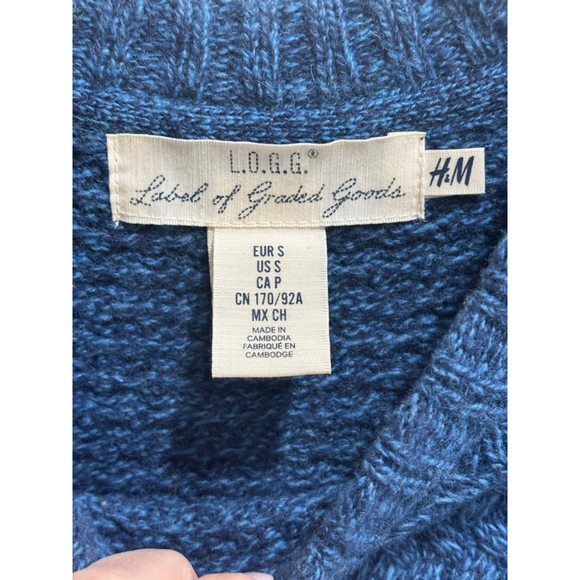 L.O.G.G.®
Label of Graded Goods
H&M
EUR S
US S
CA P
CN 170/92A
MX CH
MADE IN
CAMBODIA
FABRIQUÉ EN
CAMBODGE